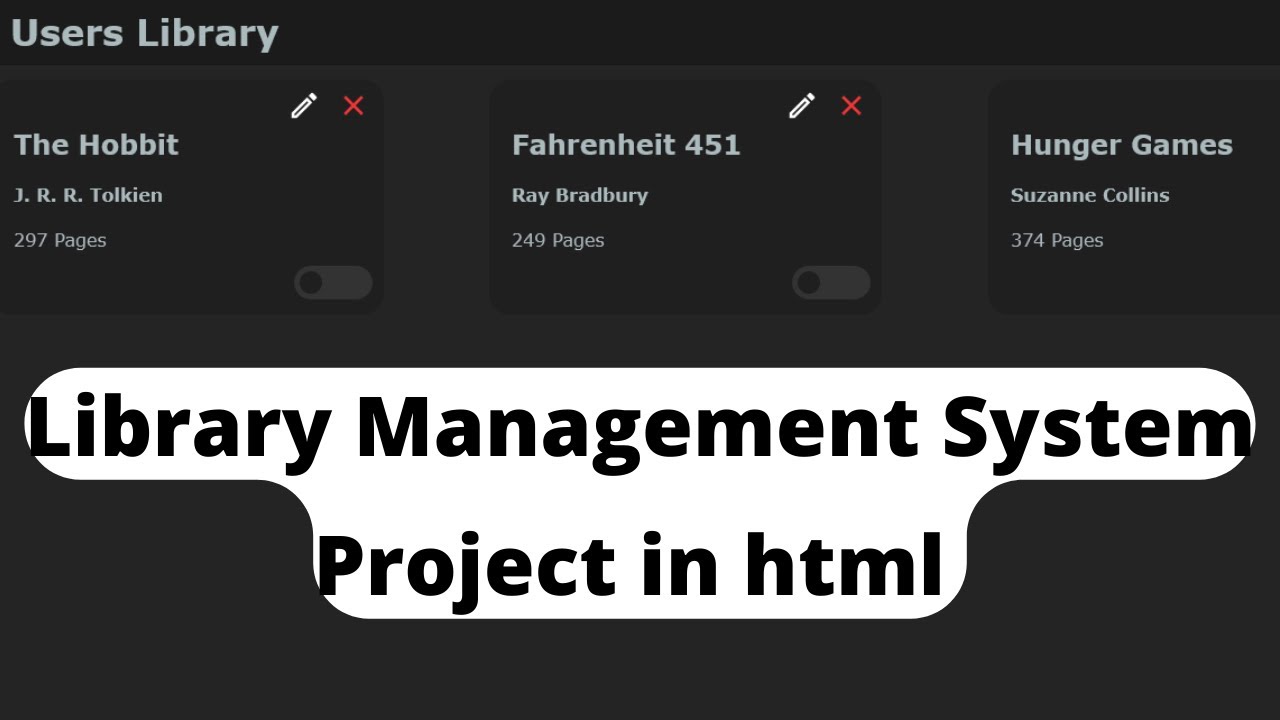 Users Library
The Hobbit
J. R. R. Tolkien
297 Pages
Fahrenheit 451
Ray Bradbury
249 Pages
Hunger Games
Suzanne Collins
374 Pages
Library Management System
Project in html